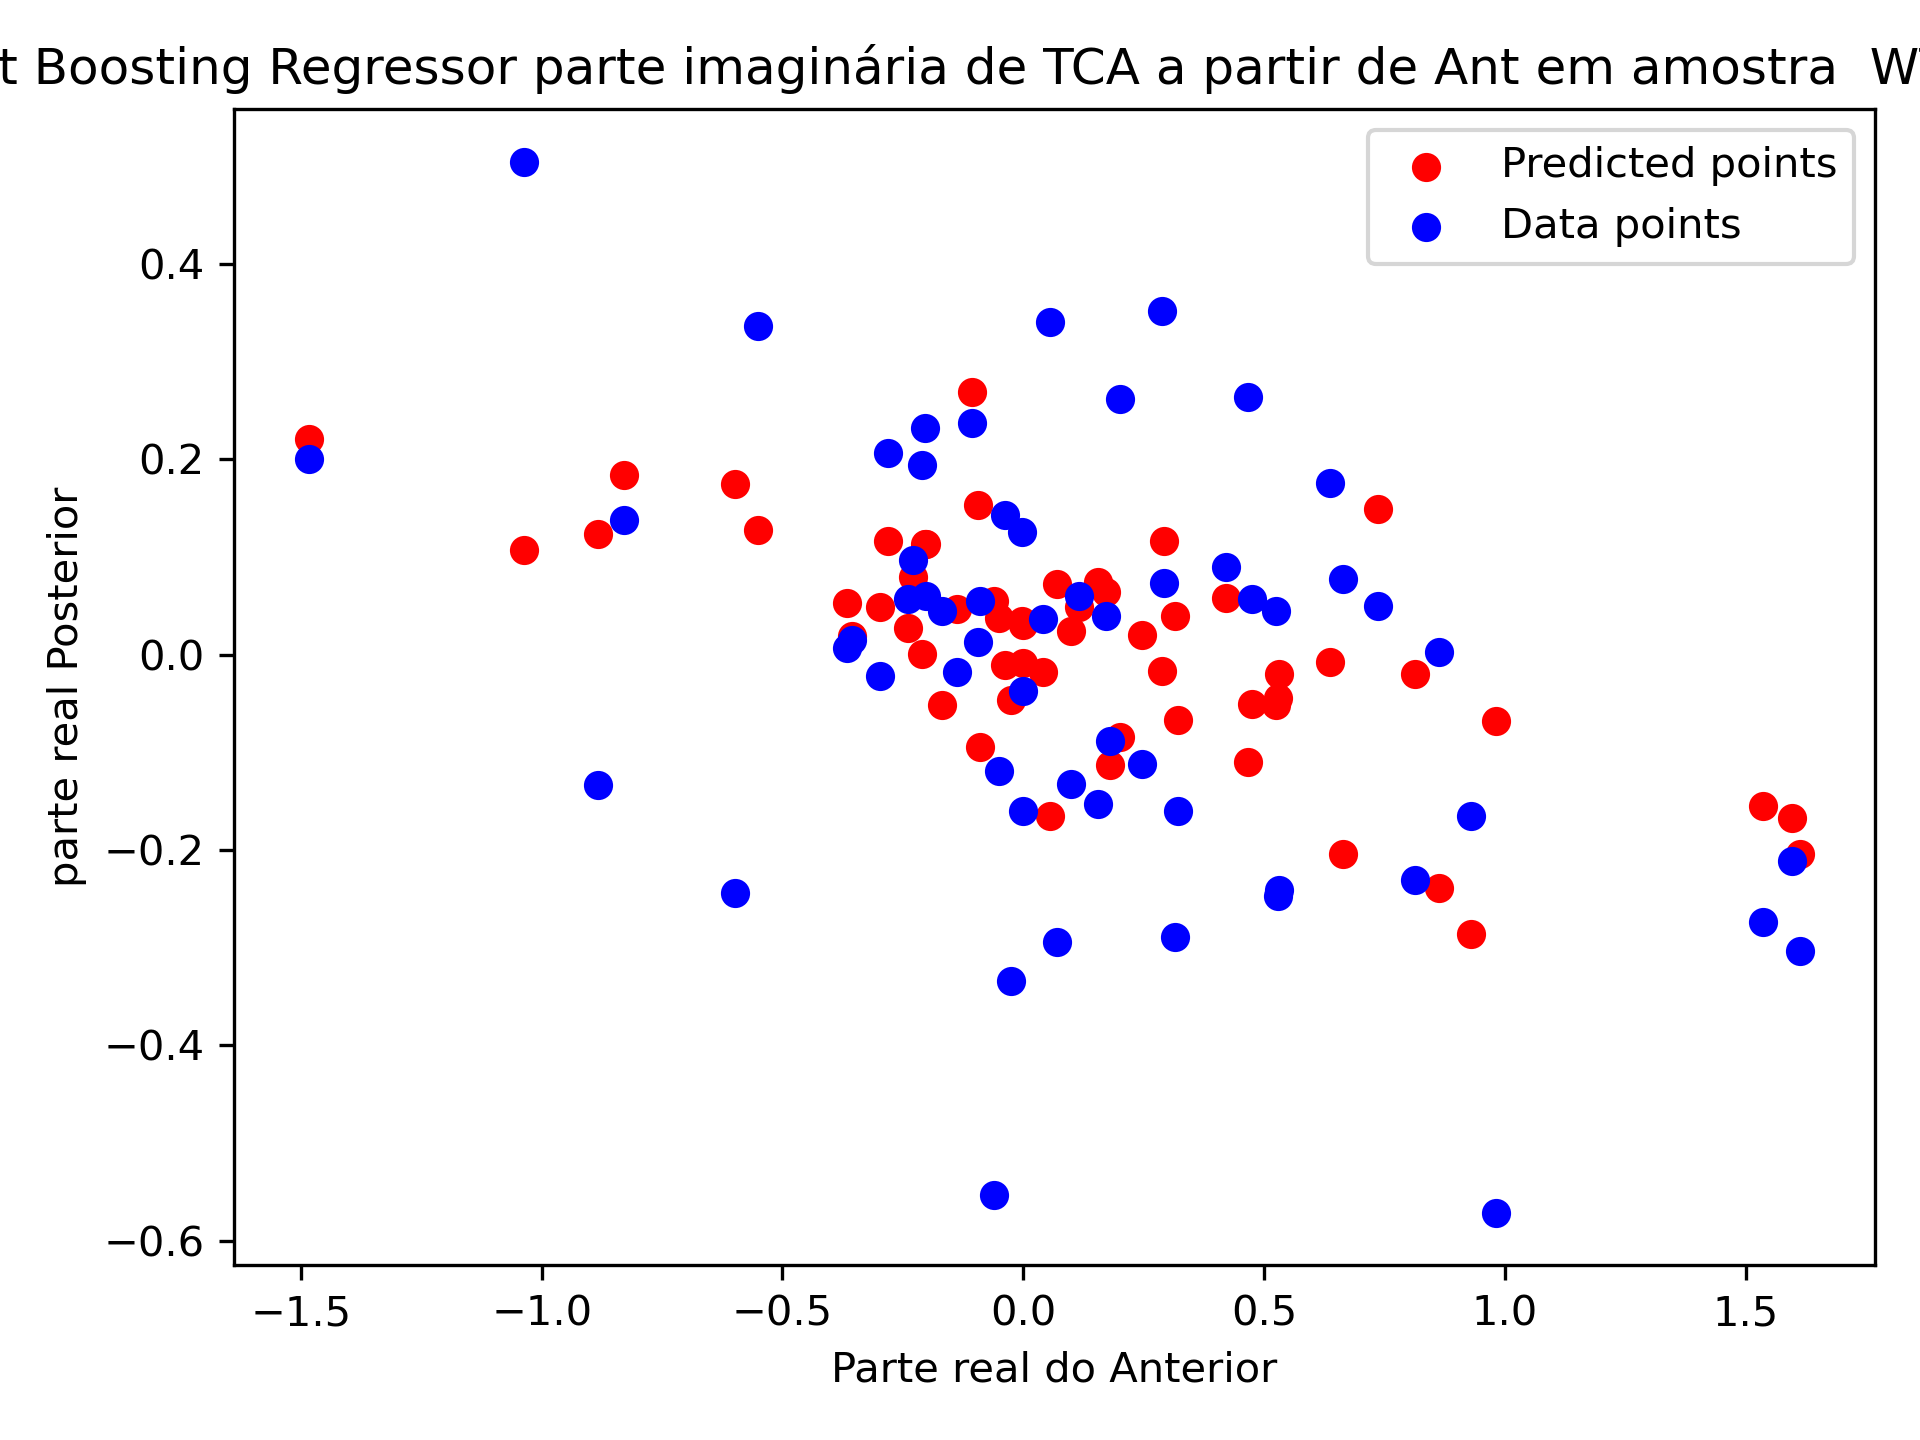 t Boosting Regressor parte imaginária de TCA a partir de Ant em amostra W
Predicted points
Data points
0.4
0.2
0.0
−0.2
−0.4
−0.6
parte real Posterior
−1.5 −1.0 −0.5 0.0 0.5 1.0 1.5
Parte real do Anterior